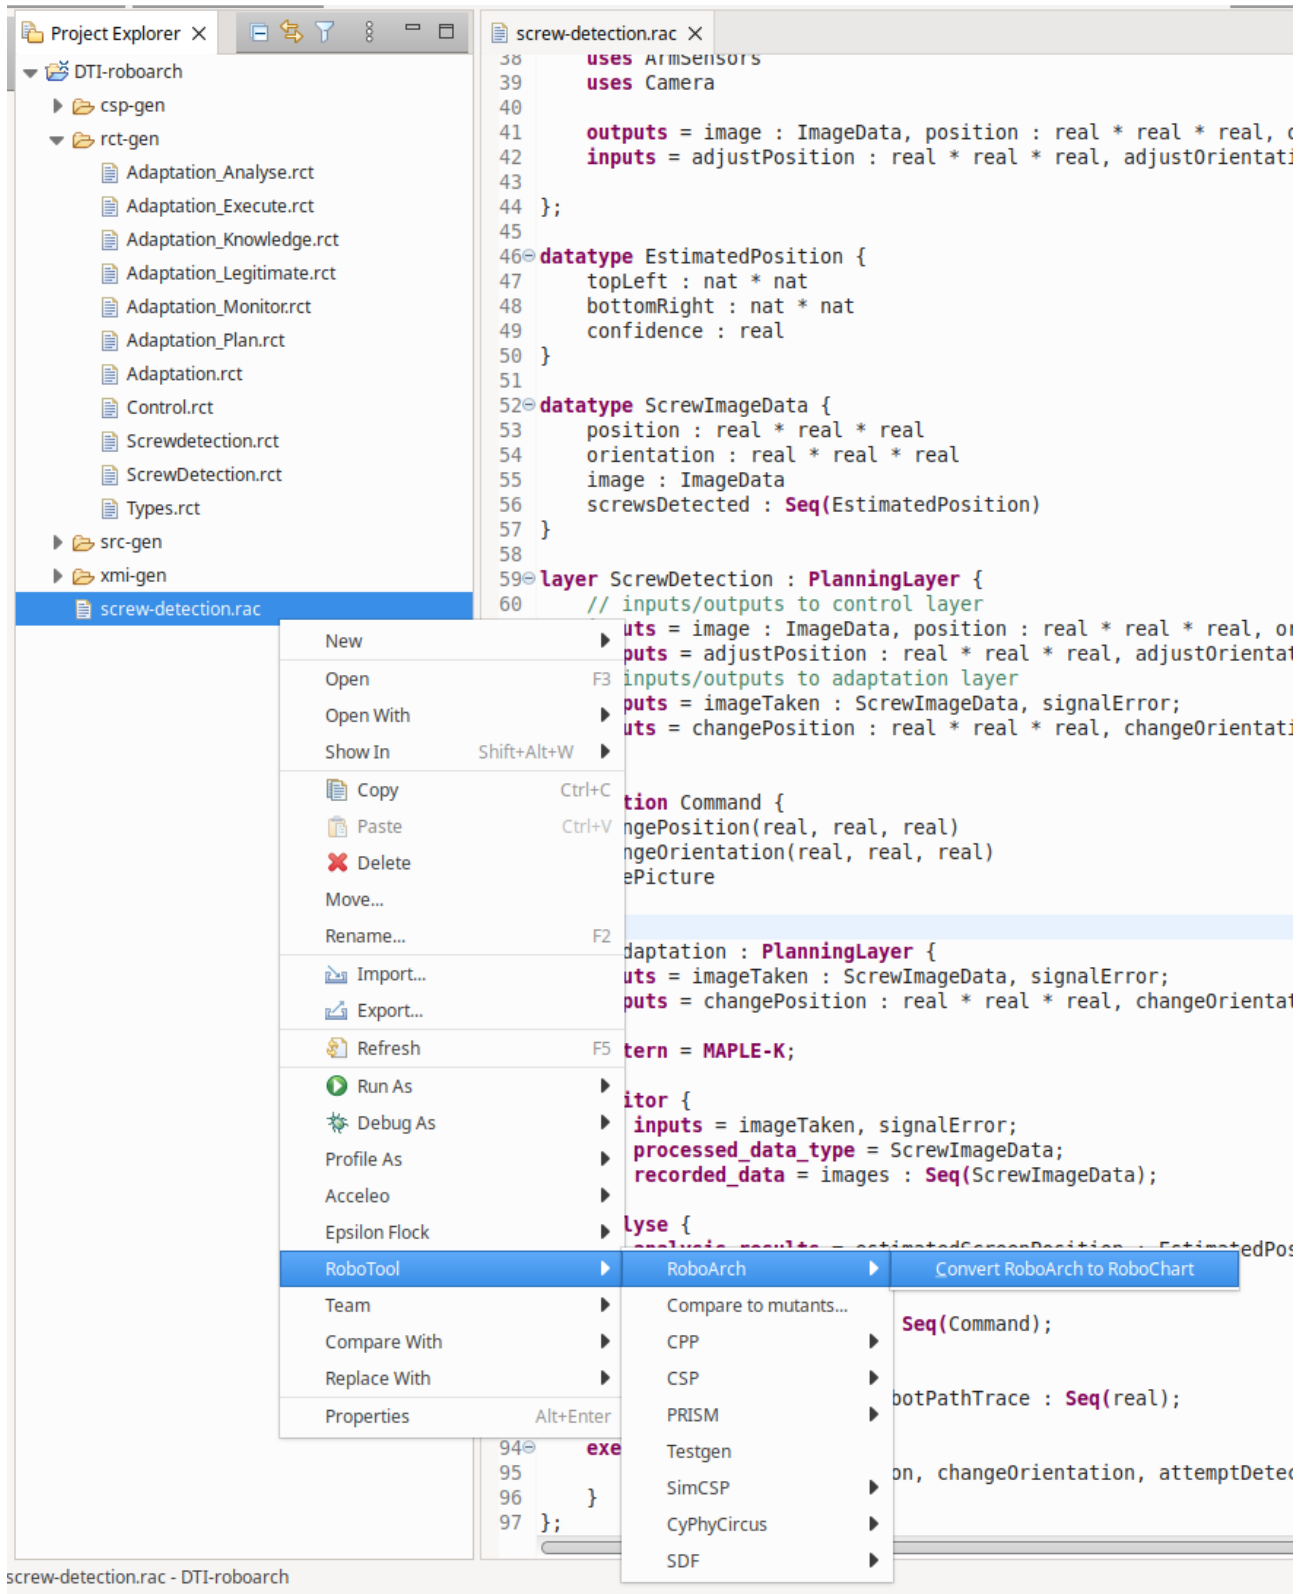 Project Explorer
screw-detection.rac
DTI-roboarch
csp-gen
rct-gen
Adaptation_Analyse.rct
Adaptation_Execute.rct
Adaptation_Knowledge.rct
Adaptation_Legitimate.rct
Adaptation_Monitor.rct
Adaptation_Plan.rct
Adaptation.rct
Control.rct
Screwdetection.rct
ScrewDetection.rct
Types.rct
src-gen
xmi-gen
screw-detection.rac
38 uses ArmSensors
39 uses Camera
40
41 outputs = image : ImageData, position : real * real * real,
42 inputs = adjustPosition : real * real * real, adjustOrientati
43
44 };
45
46 datatype EstimatedPosition {
47 topLeft : nat * nat
48 bottomRight : nat * nat
49 confidence : real
50 }
51
52 datatype ScrewImageData {
53 position : real * real * real
54 orientation : real * real * real
55 image : ImageData
56 screwsDetected : Seq(EstimatedPosition)
57 }
58
59 layer ScrewDetection : PlanningLayer {
60 // inputs/outputs to control layer
uts = image : ImageData, position : real * real * real, or
puts = adjustPosition : real * real * real, adjustOrientat
inputs/outputs to adaptation layer
puts = imageTaken : ScrewImageData, signalError;
uts = changePosition : real * real * real, changeOrientati
tion Command {
ngePosition(real, real, real)
ngeOrientation(real, real, real)
ePicture
daptation : PlanningLayer {
uts = imageTaken : ScrewImageData, signalError;
puts = changePosition : real * real * real, changeOrientat
tern = MAPLE-K;
itor {
inputs = imageTaken, signalError;
processed_data_type = ScrewImageData;
recorded_data = images : Seq(ScrewImageData);
lyse {
analysis_results = estimatedScreenPosition : EstimatedPos
Seq(Command);
botPathTrace : Seq(real);
94 exe
95 on, changeOrientation, attemptDetec
96 }
97 };
New
Open F3
Open With
Show In Shift+Alt+W
Copy Ctrl+C
Paste Ctrl+V
Delete
Move...
Rename... F2
Import...
Export...
Refresh F5
Run As
Debug As
Profile As
Acceleo
Epsilon Flock
RoboTool
Team
Compare With
Replace With
Properties Alt+Enter
RoboArch
Compare to mutants...
CPP
CSP
PRISM
Testgen
SimCSP
CyPhyCircus
SDF
Convert RoboArch to RoboChart
screw-detection.rac - DTI-roboarch